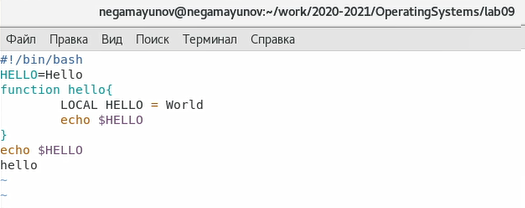 negamayunov@negamayunov:~/work/2020-2021/OperatingSystems/lab09
Файл Правка Вид Поиск Терминал Справка
#!/bin/bash
HELLO=Hello
function hello{
        LOCAL HELLO = World
        echo $HELLO
}
echo $HELLO
hello
~
~